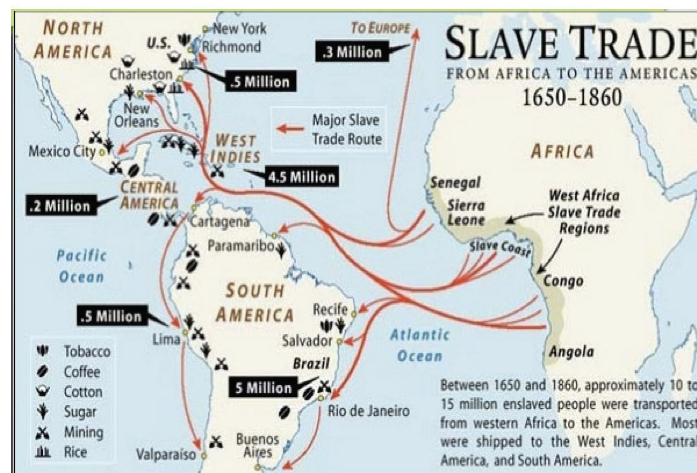 SLAVE TRADE
FROM AFRICA TO THE AMERICAS
1650–1860
NORTH
AMERICA
U.S.
New York
Richmond
.5 Million
Charleston
New
Orleans
Mexico City
WEST
INDIES
4.5 Million
CENTRAL
AMERICA
.2 Million
TO EUROPE
.3 Million
Major Slave
Trade Route
AFRICA
Senegal
Sierra
Leone
West Africa
Slave Trade
Regions
Slave Coast
Congo
Angola
Cartagena
Paramaribo
Pacific
Ocean
SOUTH
AMERICA
Recife
Salvador
Brazil
5 Million
Rio de Janeiro
Atlantic
Ocean
.5 Million
Lima
Valparaíso
Buenos
Aires
Tobacco
Coffee
Cotton
Sugar
Mining
Rice
Between 1650 and 1860, approximately 10 to
15 million enslaved people were transported
from western Africa to the Americas. Most
were shipped to the West Indies, Central
America, and South America.